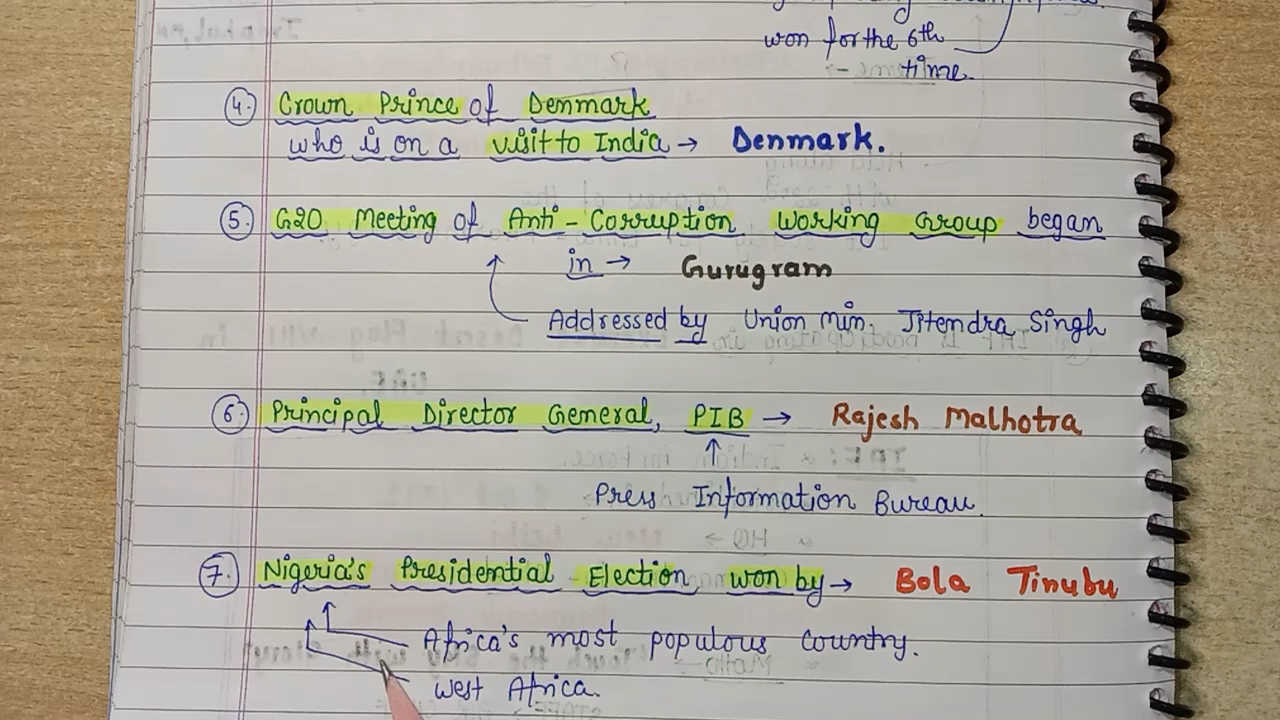 won for the 6th
time.
4. Crown Prince of Denmark
who is on a visit to India → Denmark.
5. G20 Meeting of Anti-Corruption Working Group began
in → Gurugram
Addressed by Union Min. Jitendra Singh
6. Principal Director General, PIB → Rajesh Malhotra
Press Information Bureau.
7. Nigeria's Presidential Election won by → Bola Tinubu
Africa's most populous country.
West Africa.